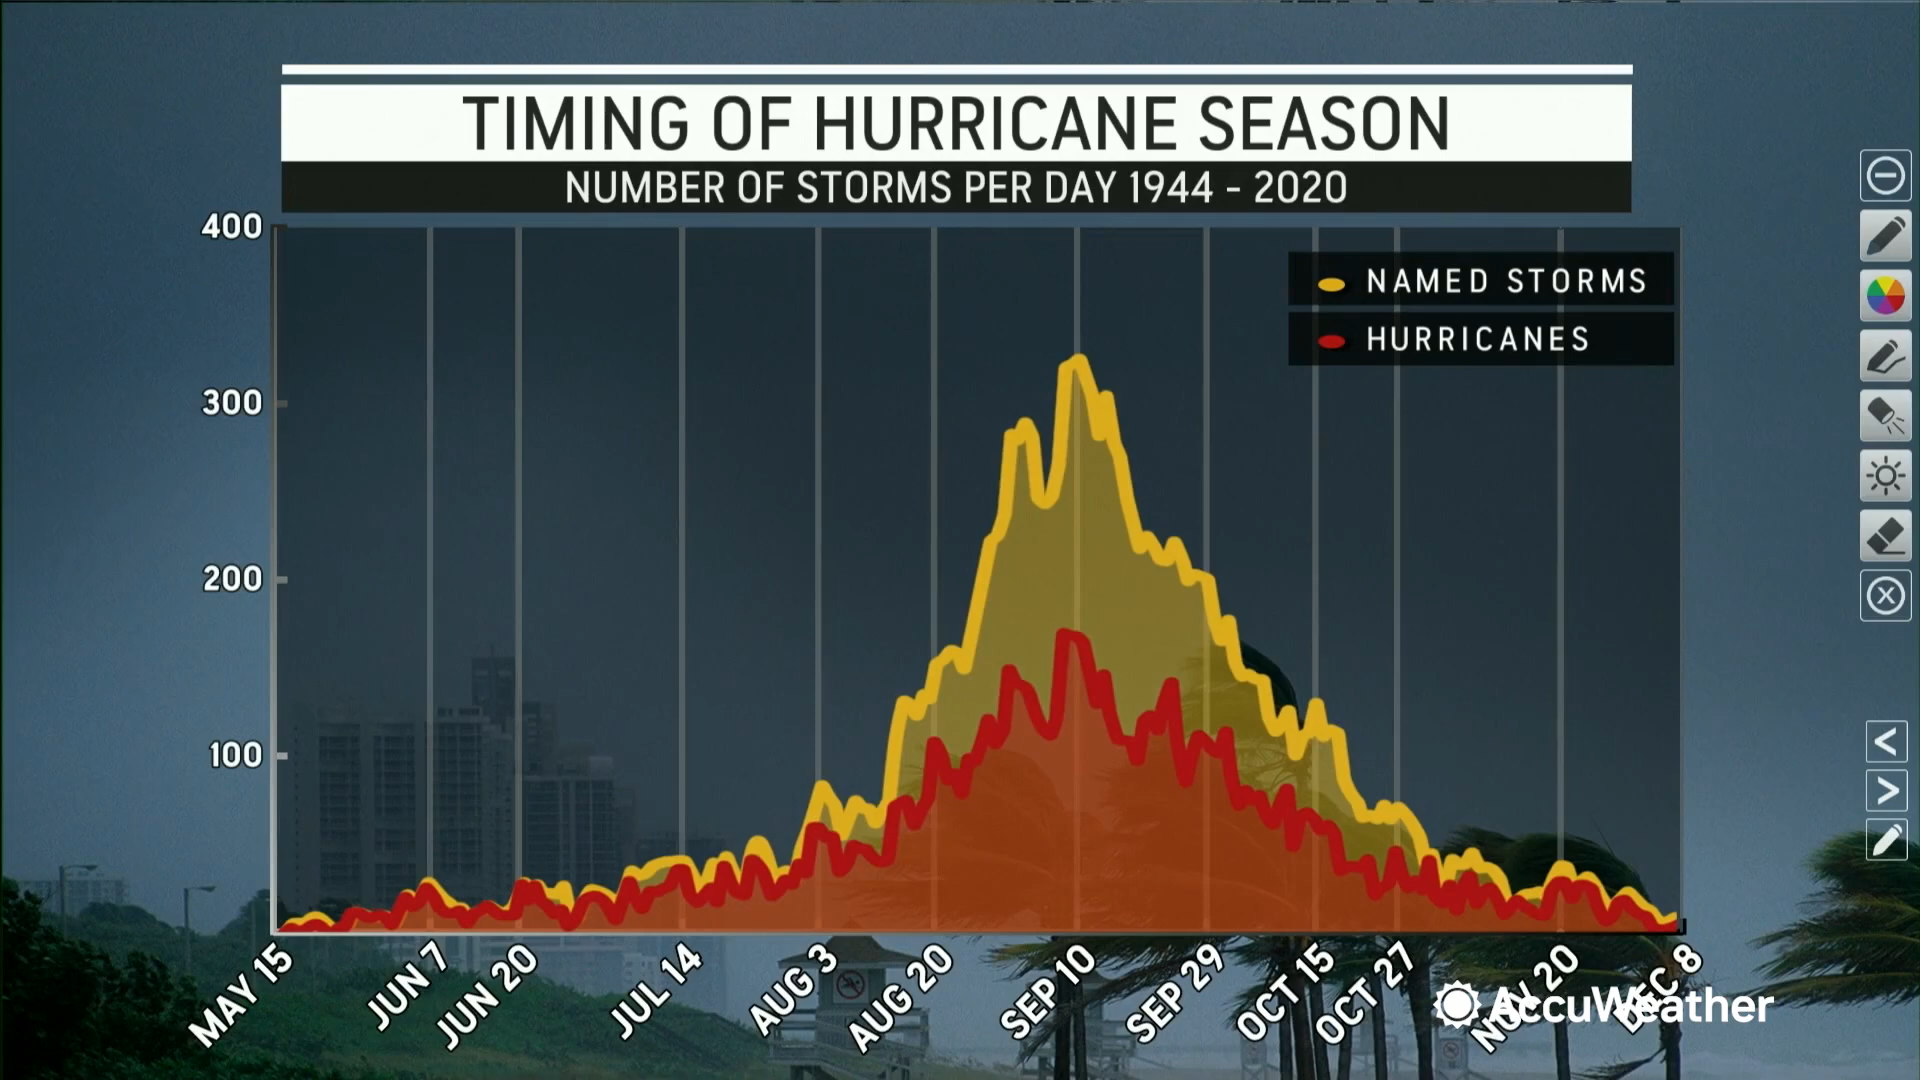 TIMING OF HURRICANE SEASON
NUMBER OF STORMS PER DAY 1944 - 2020
400
300
200
100
NAMED STORMS
HURRICANES
MAY 15
JUN 7
JUN 20
JUL 14
AUG 3
AUG 20
SEP 10
SEP 29
OCT 15
OCT 27
NOV 20
DEC 8
AccuWeather